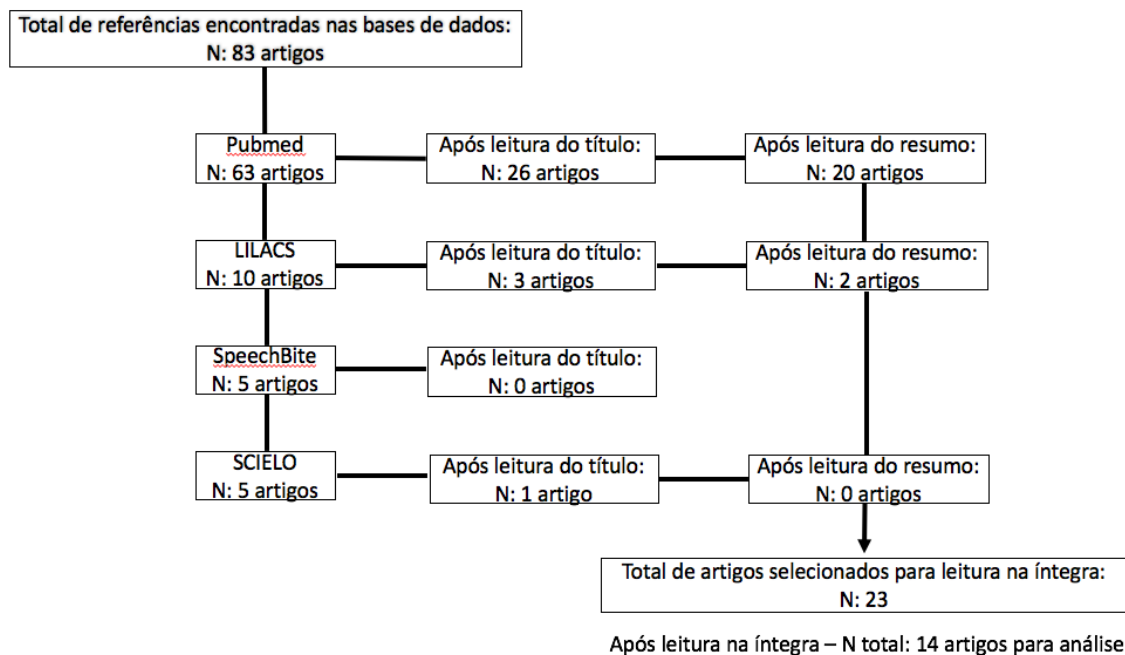 Total de referências encontradas nas bases de dados:
N: 83 artigos
Pubmed
N: 63 artigos
Após leitura do título:
N: 26 artigos
Após leitura do resumo:
N: 20 artigos
LILACS
N: 10 artigos
Após leitura do título:
N: 3 artigos
Após leitura do resumo:
N: 2 artigos
SpeechBite
N: 5 artigos
Após leitura do título:
N: 0 artigos
SCIELO
N: 5 artigos
Após leitura do título:
N: 1 artigo
Após leitura do resumo:
N: 0 artigos
Total de artigos selecionados para leitura na íntegra:
N: 23
Após leitura na íntegra – N total: 14 artigos para análise